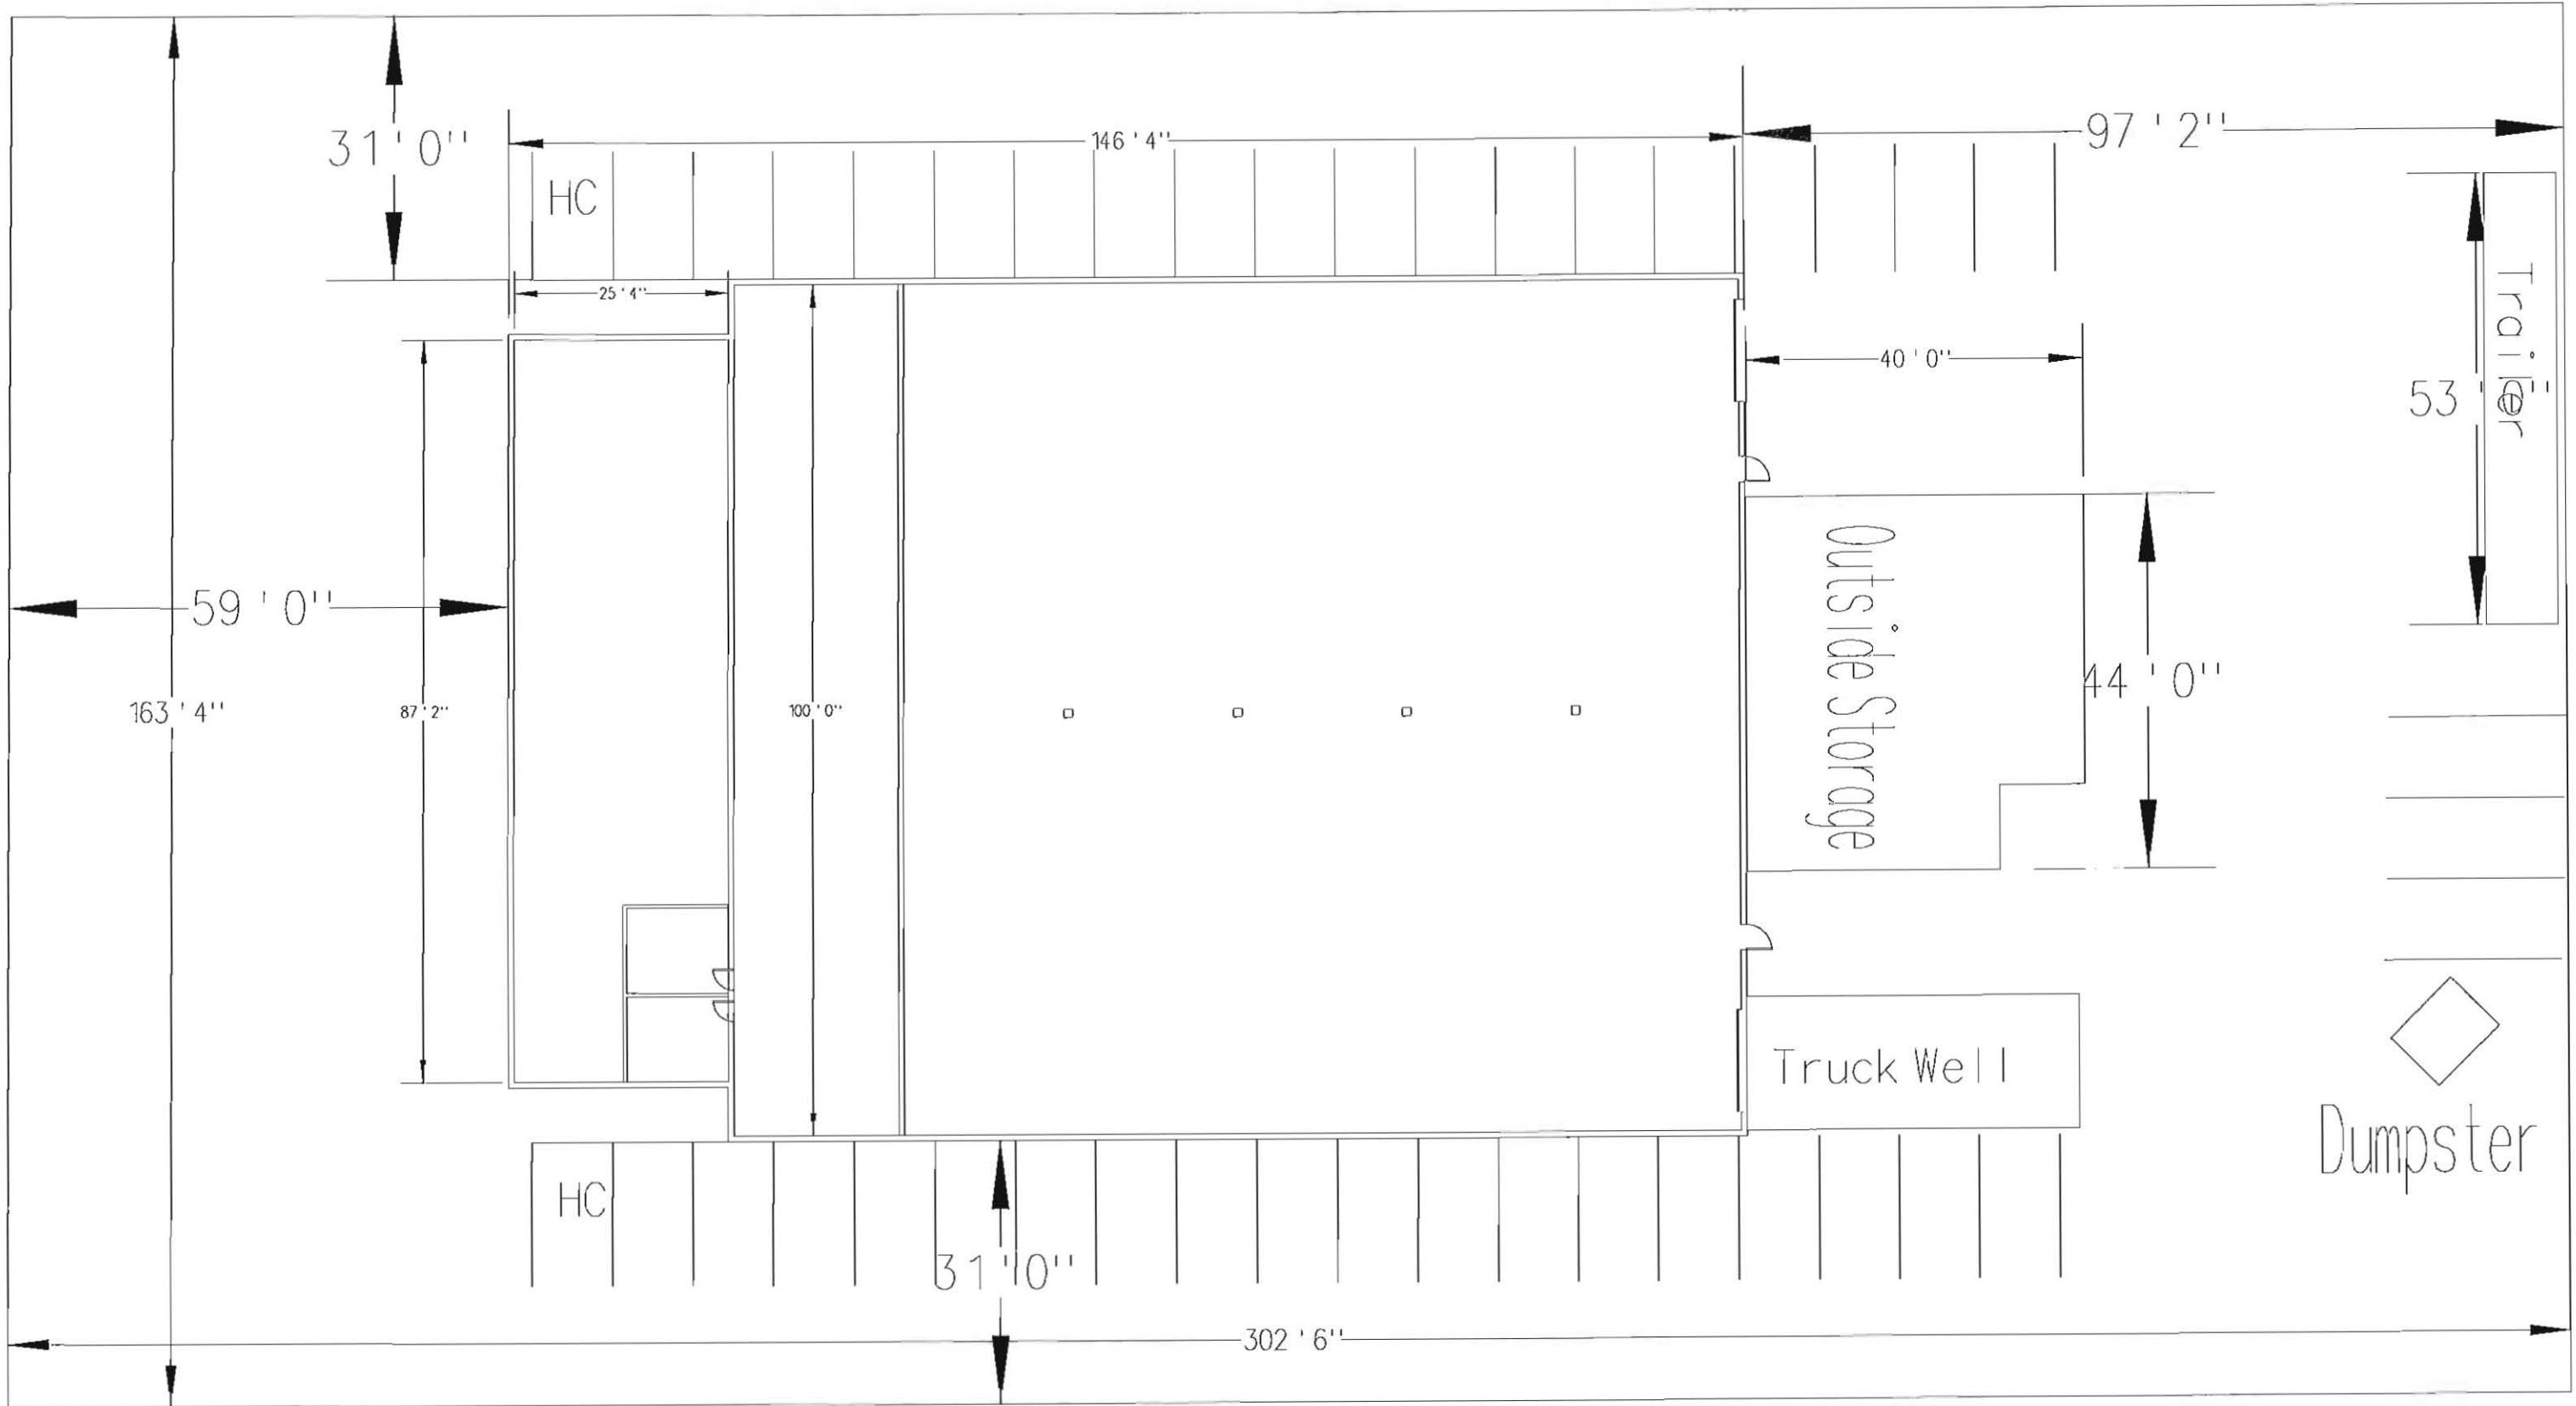 31'0"
146'4"
97'2"
HC
25'4"
Trailer
40'0"
53'0"
Outside Storage
59'0"
44'0"
163'4"
87'2"
100'0"
Truck Well
Dumpster
HC
31'0"
302'6"